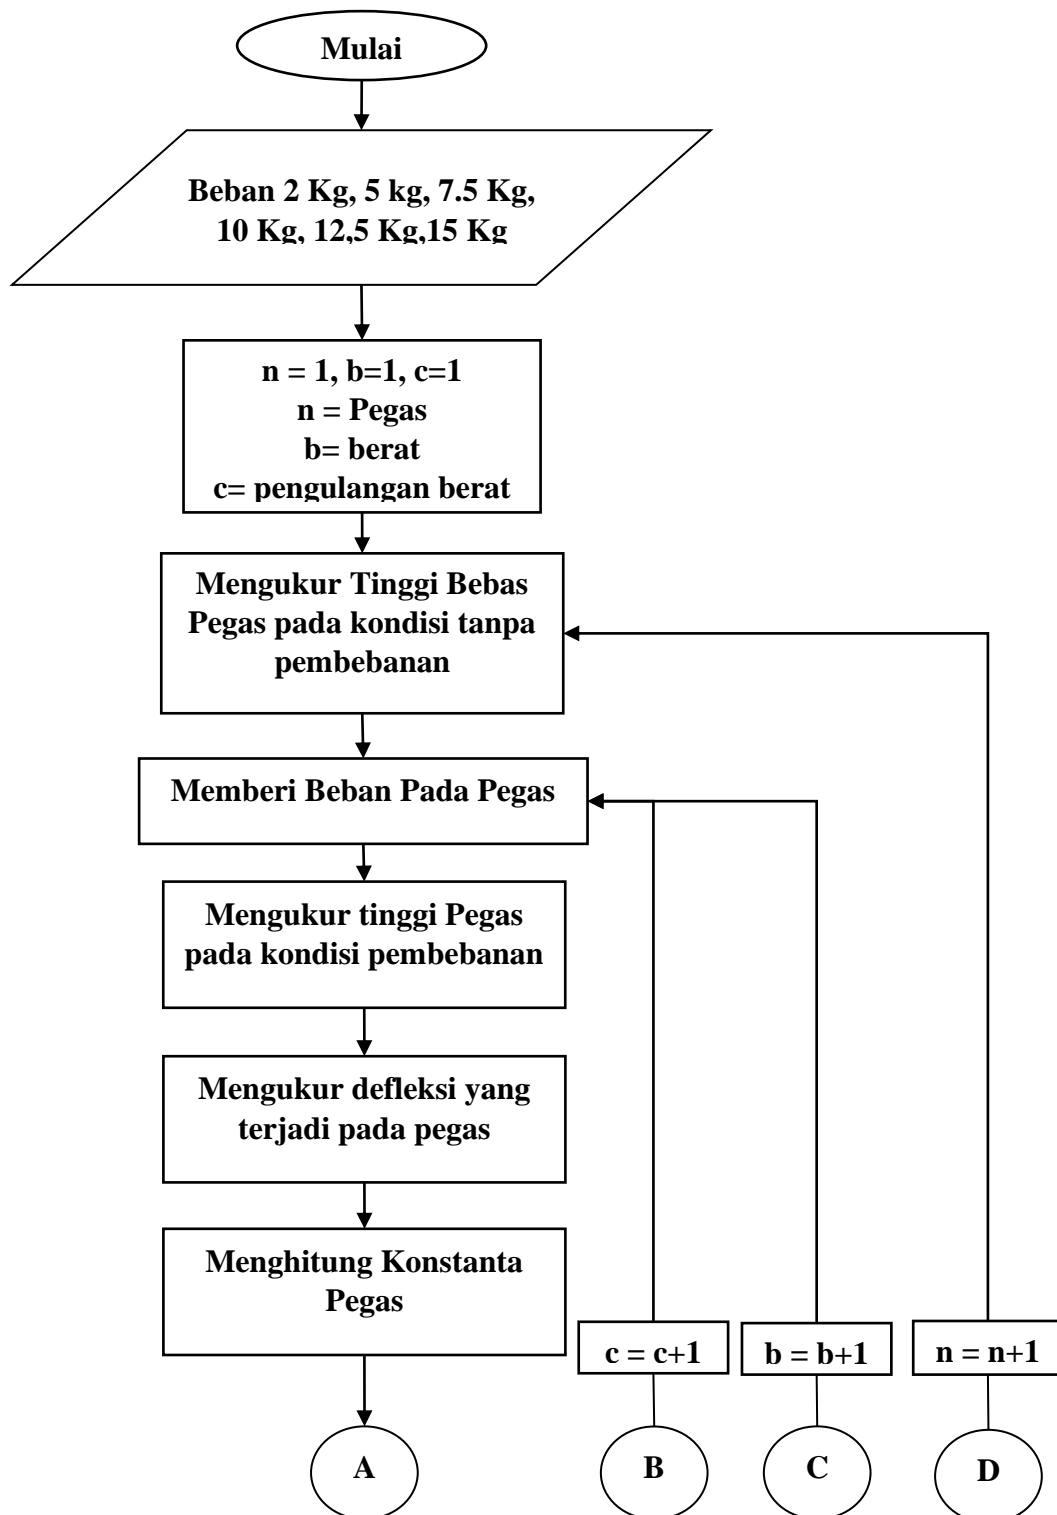 Mulai
Beban 2 Kg, 5 kg, 7.5 Kg,
10 Kg, 12,5 Kg,15 Kg
n = 1, b=1, c=1
n = Pegas
b= berat
c= pengulangan berat
Mengukur Tinggi Bebas
Pegas pada kondisi tanpa
pembebanan
Memberi Beban Pada Pegas
Mengukur tinggi Pegas
pada kondisi pembebanan
Mengukur defleksi yang
terjadi pada pegas
Menghitung Konstanta
Pegas
c = c+1
b = b+1
n = n+1
A
B
C
D